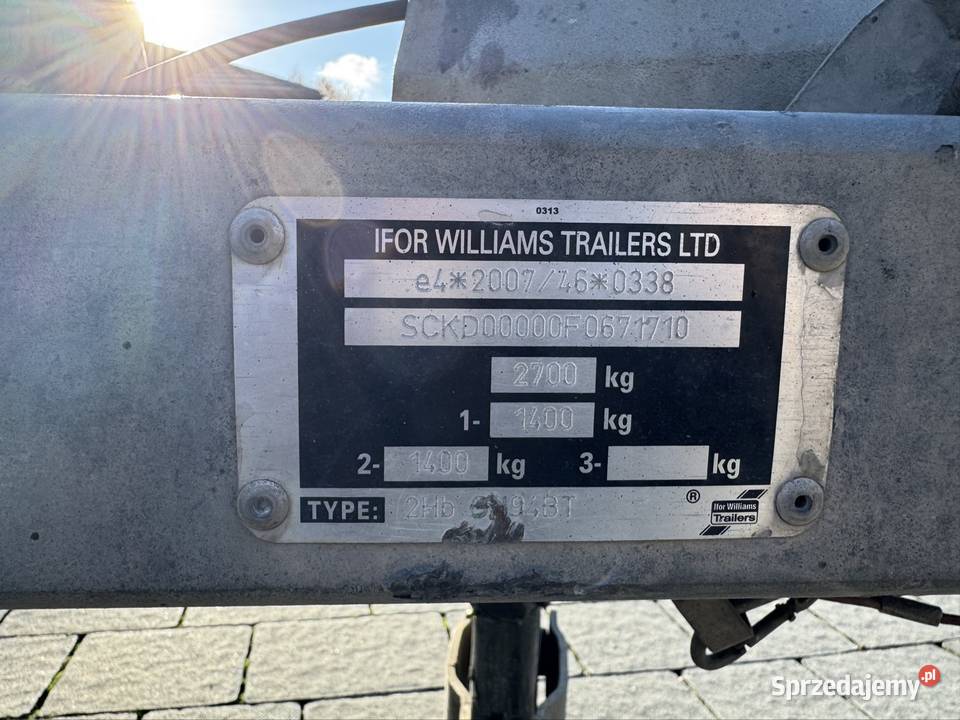 0313
IFOR WILLIAMS TRAILERS LTD
e4*2007/46*0338
SCKD00000F0671710
2700 kg
1- 1400 kg
2- 1400 kg 3- kg
TYPE: 2Hb ®
Ifor Williams
Trailers
Sprzedajemy.pl